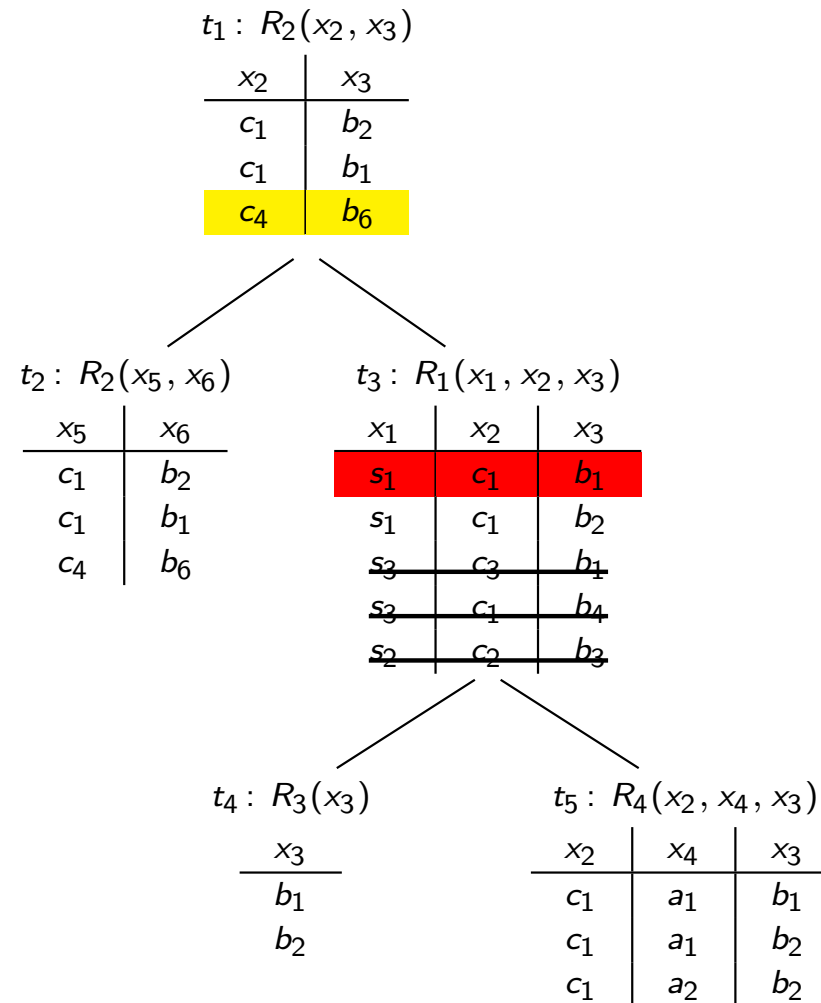 t₁ : R₂(x₂, x₃)
x₂ x₃
c₁ b₂
c₁ b₁
c₄ b₆
t₂ : R₂(x₅, x₆)
x₅ x₆
c₁ b₂
c₁ b₁
c₄ b₆
t₃ : R₁(x₁, x₂, x₃)
x₁ x₂ x₃
s₁ c₁ b₁
s₁ c₁ b₂
s₃ c₃ b₁
s₃ c₁ b₄
s₂ c₂ b₃
t₄ : R₃(x₃)
x₃
b₁
b₂
t₅ : R₄(x₂, x₄, x₃)
x₂ x₄ x₃
c₁ a₁ b₁
c₁ a₁ b₂
c₁ a₂ b₂